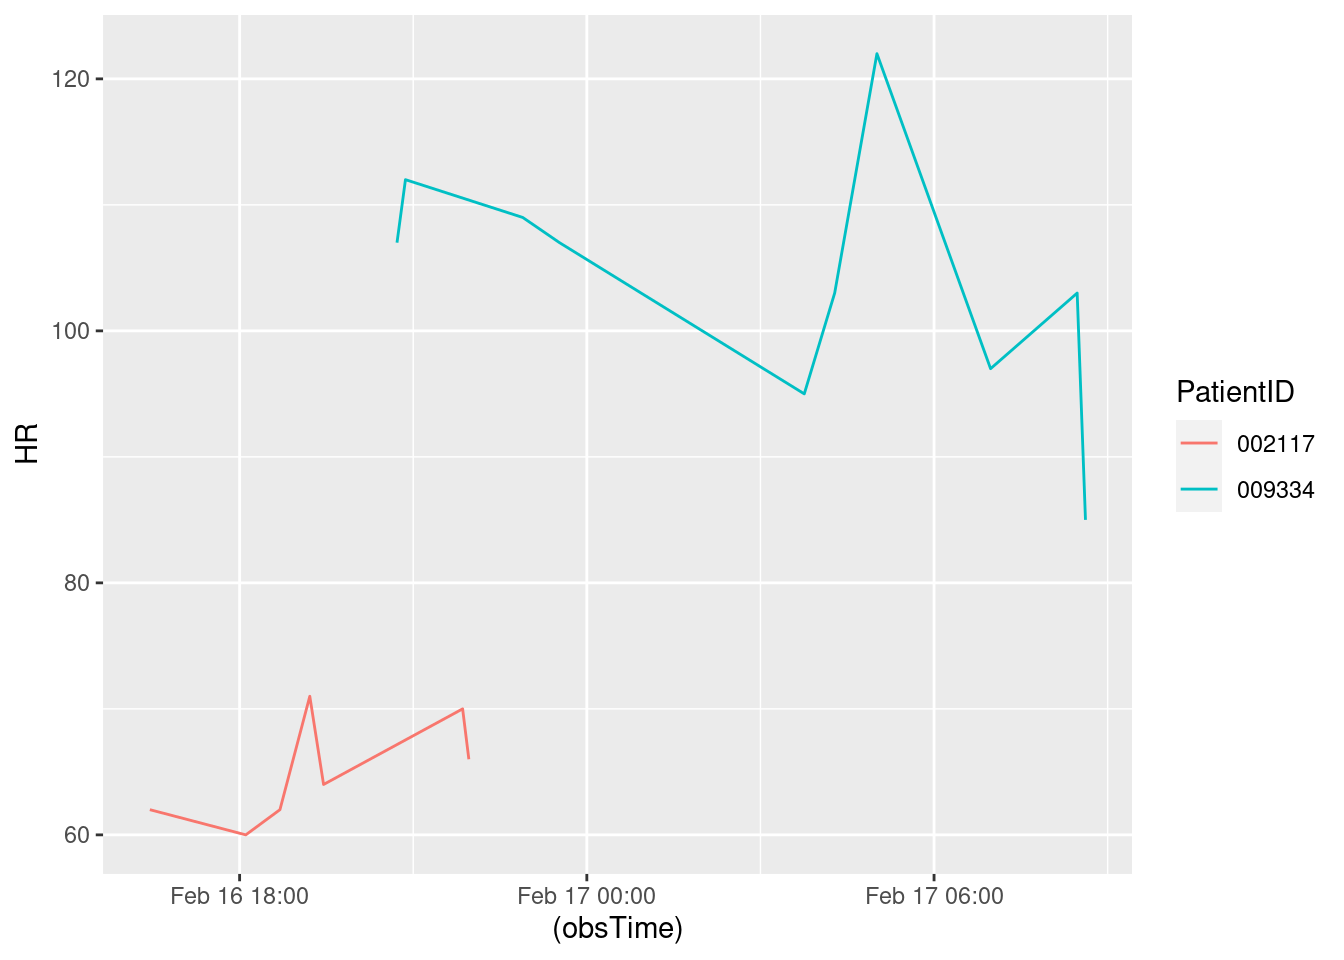 120
100
80
60
HR
Feb 16 18:00
Feb 17 00:00
Feb 17 06:00
(obsTime)
PatientID
002117
009334